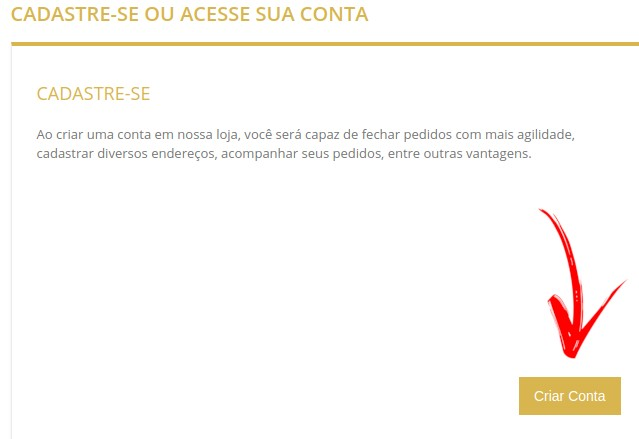 CADASTRE-SE OU ACESSE SUA CONTA
CADASTRE-SE
Ao criar uma conta em nossa loja, você será capaz de fechar pedidos com mais agilidade,
cadastrar diversos endereços, acompanhar seus pedidos, entre outras vantagens.
Criar Conta